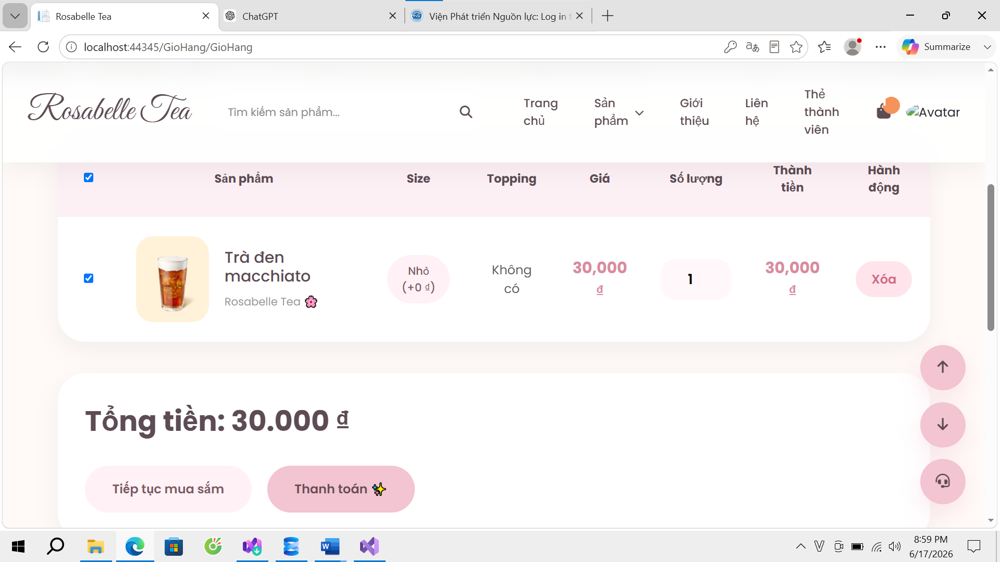 Rosabelle Tea
ChatGPT
Viện Phát triển Nguồn lực: Log in t
localhost:44345/GioHang/GioHang
Summarize
Rosabelle Tea
Tìm kiếm sản phẩm...
Trang
chủ
Sản
phẩm
Giới
thiệu
Liên
hệ
Thẻ
thành
viên
Avatar
Sản phẩm
Size
Topping
Giá
Số lượng
Thành
tiền
Hành
động
Trà đen
macchiato
Rosabelle Tea 🌸
Nhỏ
(+0 ₫)
Không
có
30,000
₫
1
30,000
₫
Xóa
Tổng tiền: 30.000 ₫
Tiếp tục mua sắm
Thanh toán ✨
8:59 PM
6/17/2026